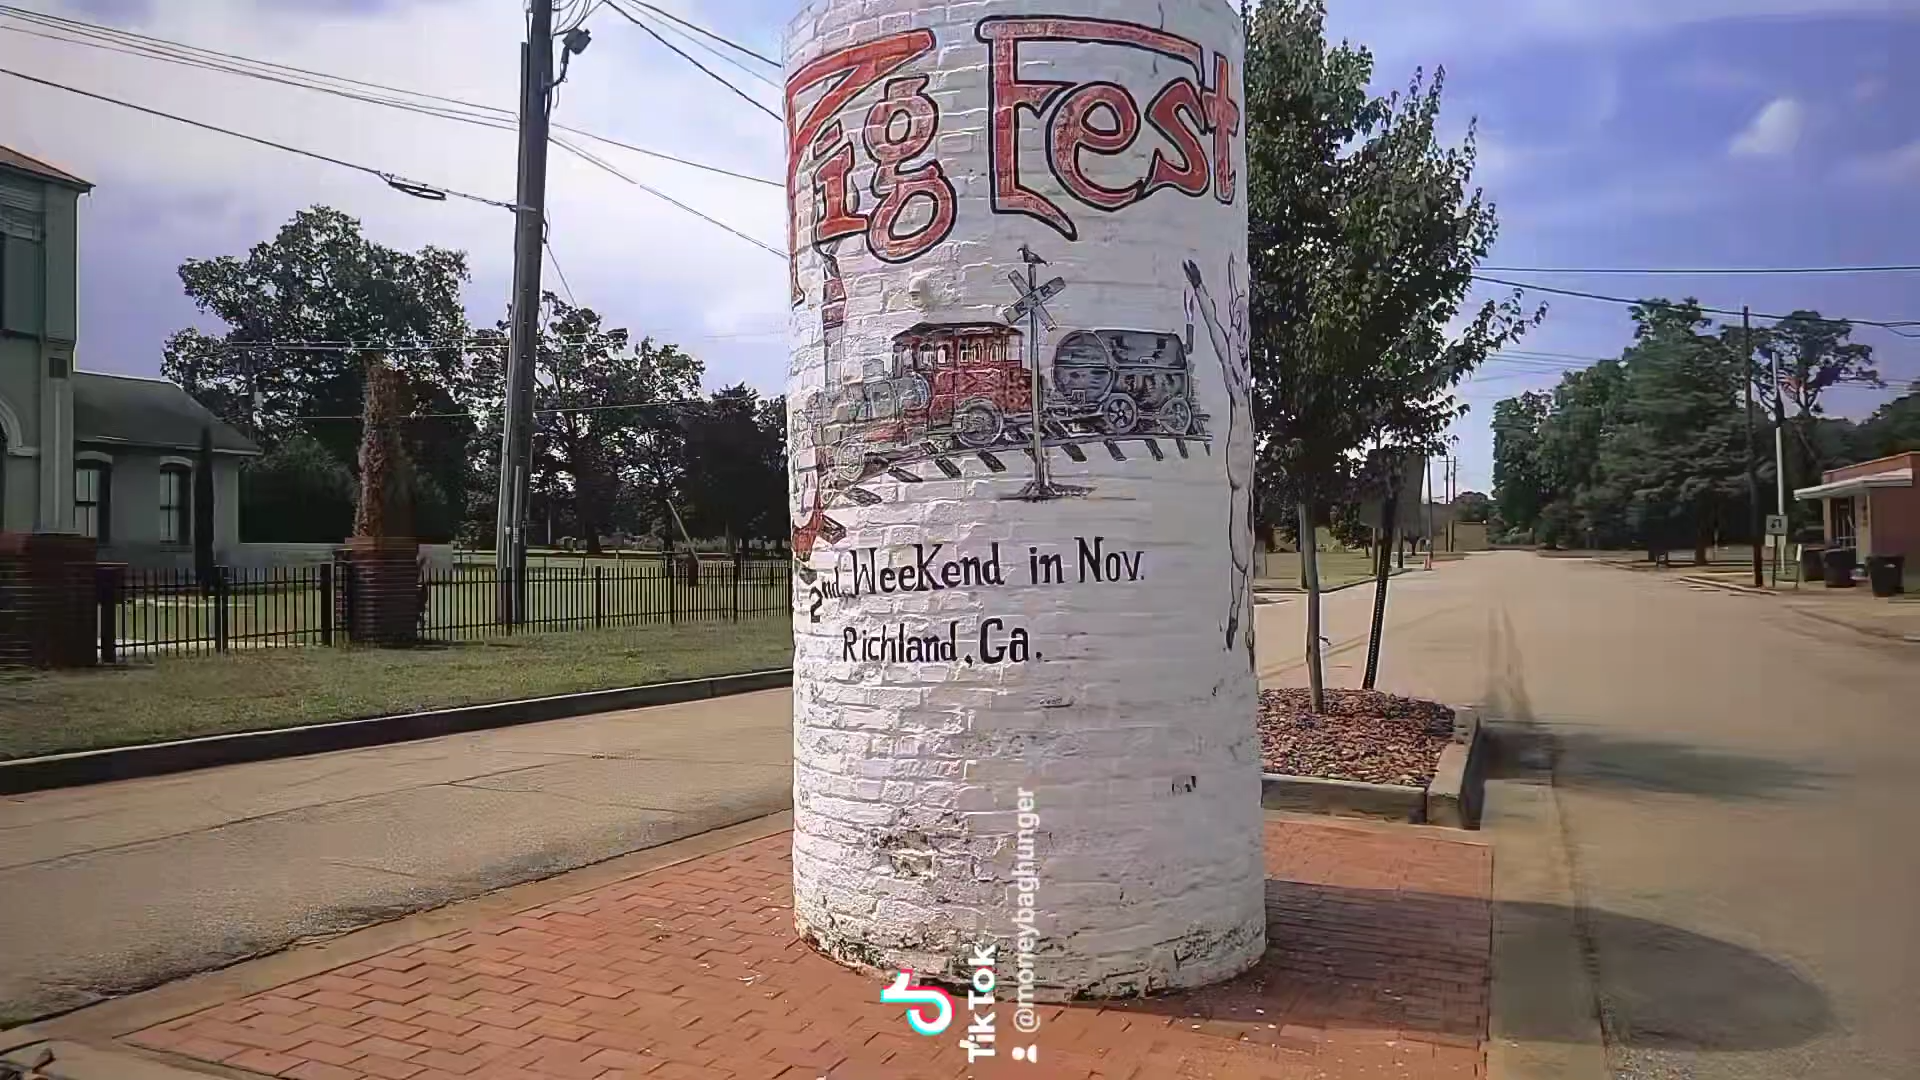 Pig Fest
2nd. WeeKend in Nov.
Richland, Ga.
TikTok
@moneybaghunger